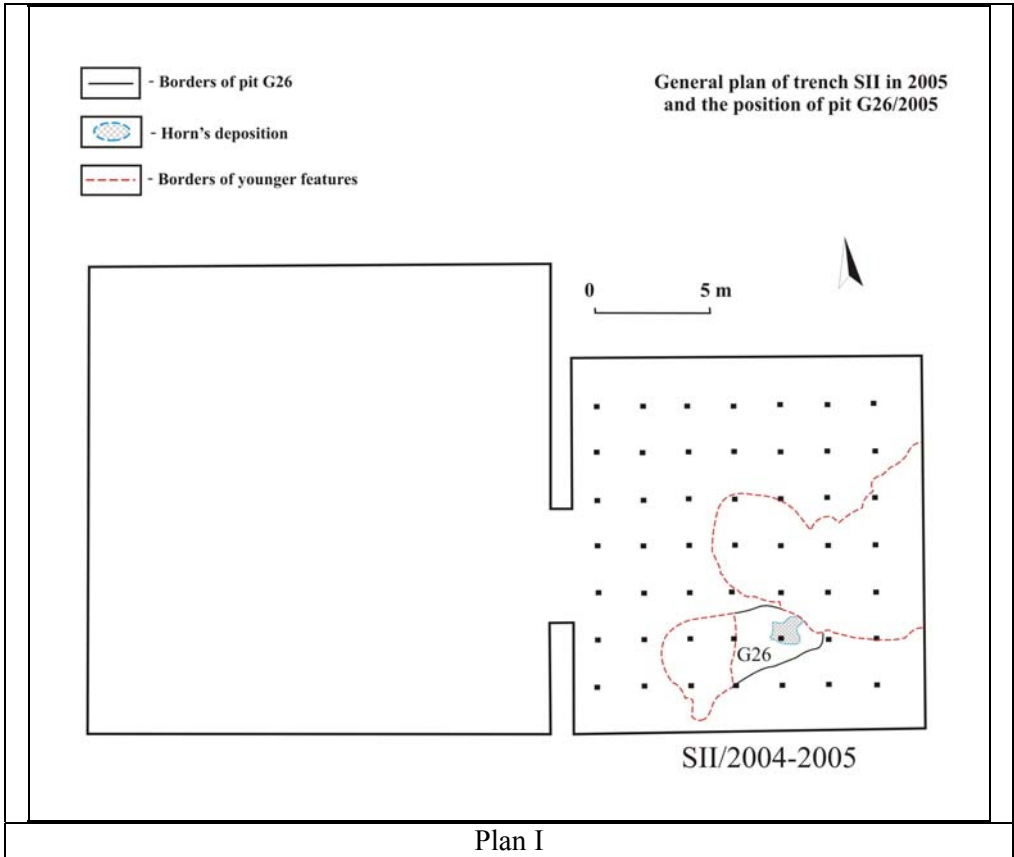 - Borders of pit G26
- Horn's deposition
- Borders of younger features
General plan of trench SII in 2005
and the position of pit G26/2005
0 5 m
G26
SII/2004-2005
Plan I